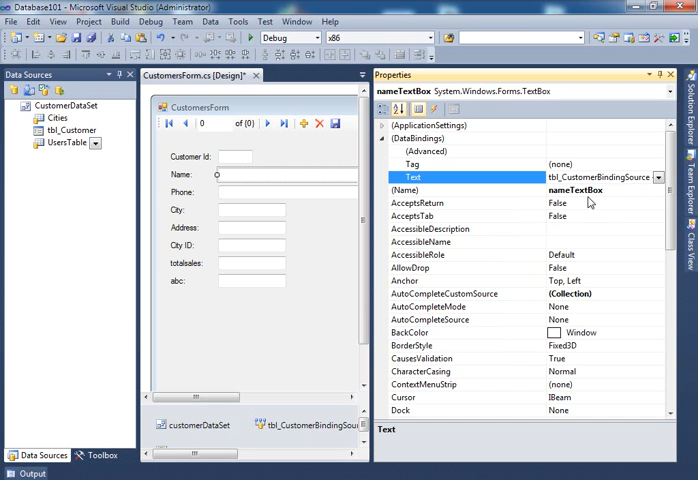 Database101 - Microsoft Visual Studio (Administrator)
File Edit View Project Build Debug Team Data Tools Test Window Help
Debug x86
Data Sources
CustomerDataSet
Cities
tbl_Customer
UsersTable
Data Sources Toolbox
Output
CustomersForm.cs [Design]*
CustomersForm
0 of {0}
Customer Id:
Name:
Phone:
City:
Address:
City ID:
totalsales:
abc:
customerDataSet tbl_CustomerBindingSou
Properties
nameTextBox System.Windows.Forms.TextBox
(ApplicationSettings)
(DataBindings)
(Advanced)
Tag (none)
Text tbl_CustomerBindingSource
(Name) nameTextBox
AcceptsReturn False
AcceptsTab False
AccessibleDescription
AccessibleName
AccessibleRole Default
AllowDrop False
Anchor Top, Left
AutoCompleteCustomSource (Collection)
AutoCompleteMode None
AutoCompleteSource None
BackColor Window
BorderStyle Fixed3D
CausesValidation True
CharacterCasing Normal
ContextMenuStrip (none)
Cursor IBeam
Dock None
Text
Solution Explorer
Team Explorer
Class View